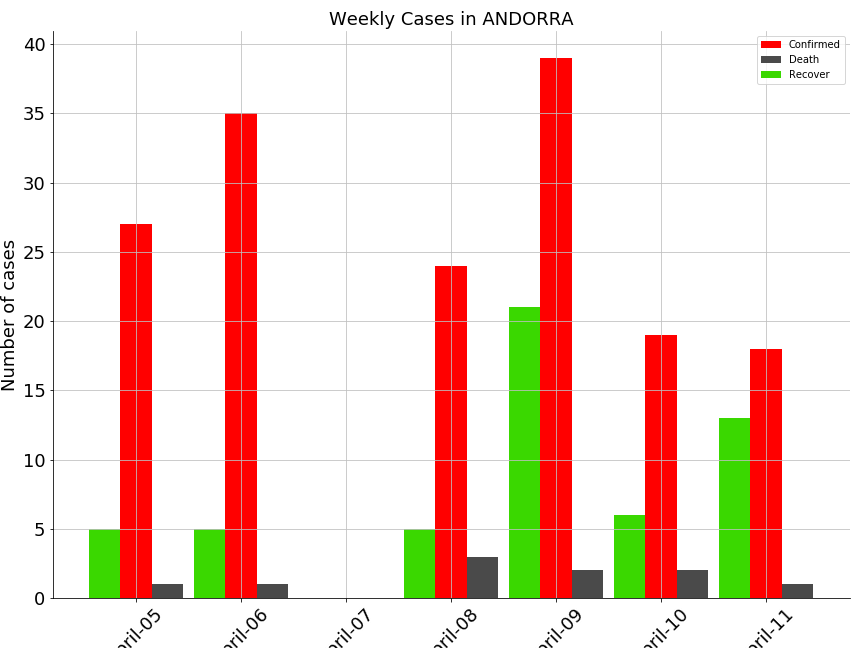 Weekly Cases in ANDORRA
Confirmed
Death
Recover
Number of cases
40
35
30
25
20
15
10
5
0
pril-05
pril-06
pril-07
pril-08
pril-09
pril-10
pril-11